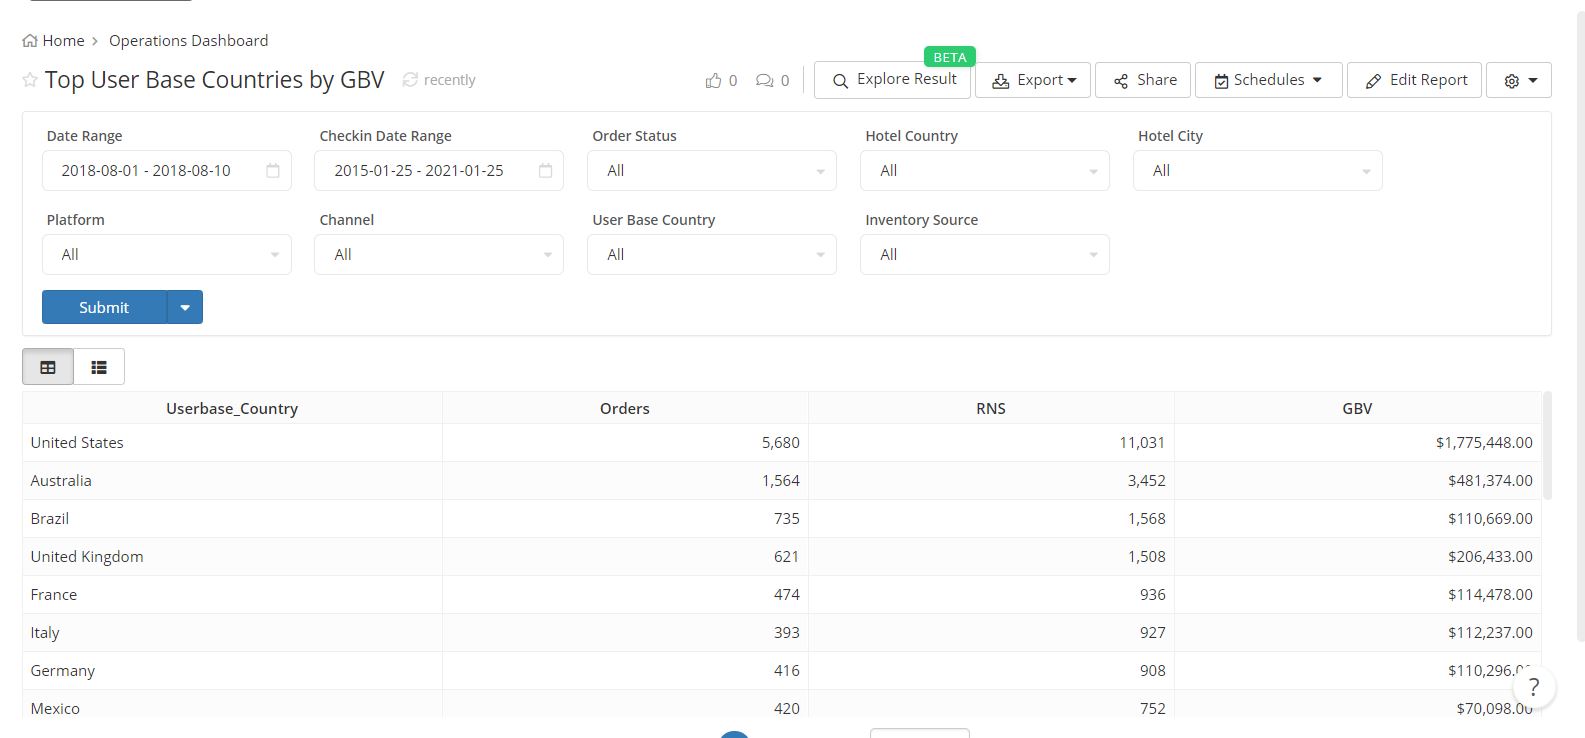 Home > Operations Dashboard
BETA
Top User Base Countries by GBV recently 0 0 Explore Result Export Share Schedules Edit Report
Date Range Checkin Date Range Order Status Hotel Country Hotel City
2018-08-01 - 2018-08-10 2015-01-25 - 2021-01-25 All All All
Platform Channel User Base Country Inventory Source
All All All All
Submit
Userbase_Country Orders RNS GBV
United States 5,680 11,031 $1,775,448.00
Australia 1,564 3,452 $481,374.00
Brazil 735 1,568 $110,669.00
United Kingdom 621 1,508 $206,433.00
France 474 936 $114,478.00
Italy 393 927 $112,237.00
Germany 416 908 $110,296.00
?
Mexico 420 752 $70,098.00